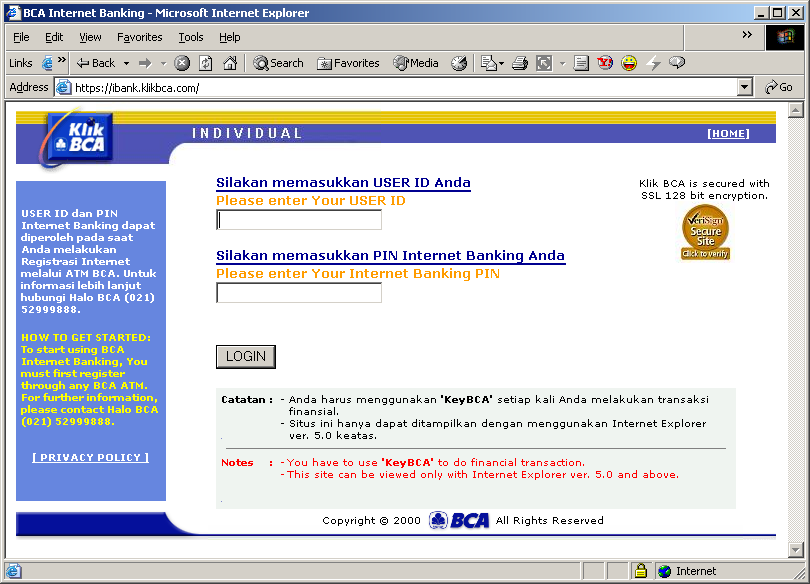 BCA Internet Banking - Microsoft Internet Explorer
File Edit View Favorites Tools Help
Links Back Search Favorites Media
Address https://ibank.klikbca.com/ Go
Klik
BCA
INDIVIDUAL
[HOME]
USER ID dan PIN
Internet Banking dapat
diperoleh pada saat
Anda melakukan
Registrasi Internet
melalui ATM BCA. Untuk
informasi lebih lanjut
hubungi Halo BCA (021)
52999888.
HOW TO GET STARTED:
To start using BCA
Internet Banking, You
must first register
through any BCA ATM.
For further information,
please contact Halo BCA
(021) 52999888.
[ PRIVACY POLICY ]
Silakan memasukkan USER ID Anda
Please enter Your USER ID
Silakan memasukkan PIN Internet Banking Anda
Please enter Your Internet Banking PIN
LOGIN
Klik BCA is secured with
SSL 128 bit encryption.
VeriSign
Secure
Site
Click to verify
Catatan : - Anda harus menggunakan 'KeyBCA' setiap kali Anda melakukan transaksi
finansial.
- Situs ini hanya dapat ditampilkan dengan menggunakan Internet Explorer
ver. 5.0 keatas.
Notes : - You have to use 'KeyBCA' to do financial transaction.
- This site can be viewed only with Internet Explorer ver. 5.0 and above.
Copyright © 2000 BCA All Rights Reserved
Internet